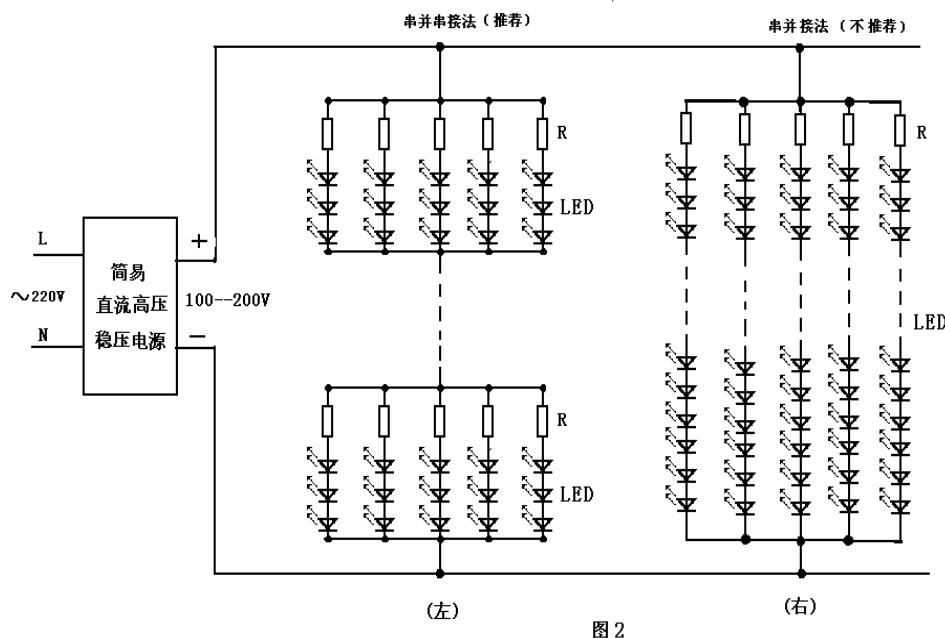 串并串接法（推荐）
串并接法（不推荐）
R
R
LED
L
＋
～220V
简易
直流高压
稳压电源
100--200V
N
－
LED
R
LED
(左)
(右)
图2